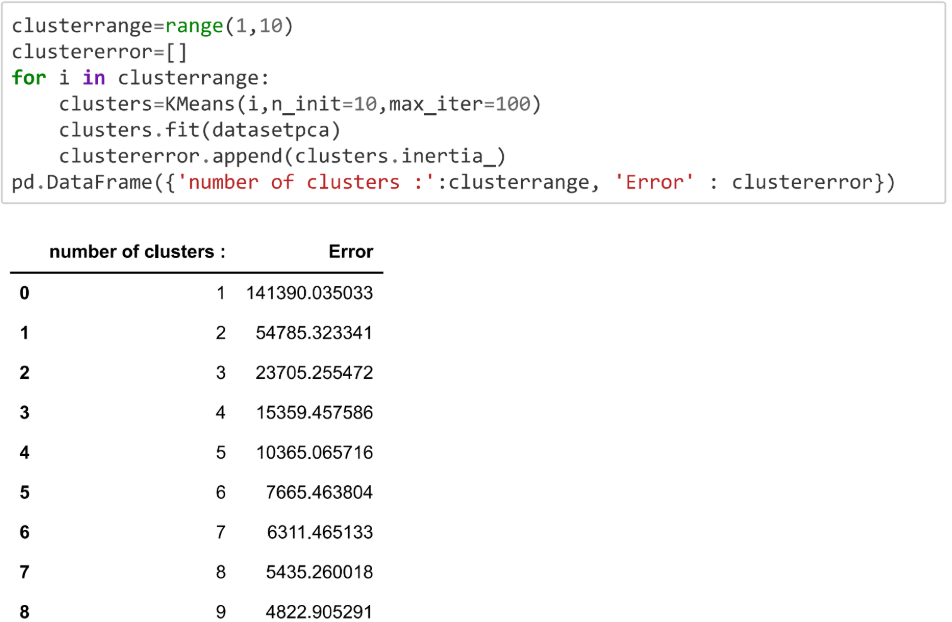 clusterrange=range(1,10)
clustererror=[]
for i in clusterrange:
    clusters=KMeans(i,n_init=10,max_iter=100)
    clusters.fit(datasetpca)
    clustererror.append(clusters.inertia_)
pd.DataFrame({'number of clusters :':clusterrange, 'Error' : clustererror})
number of clusters : Error
0 1 141390.035033
1 2 54785.323341
2 3 23705.255472
3 4 15359.457586
4 5 10365.065716
5 6 7665.463804
6 7 6311.465133
7 8 5435.260018
8 9 4822.905291